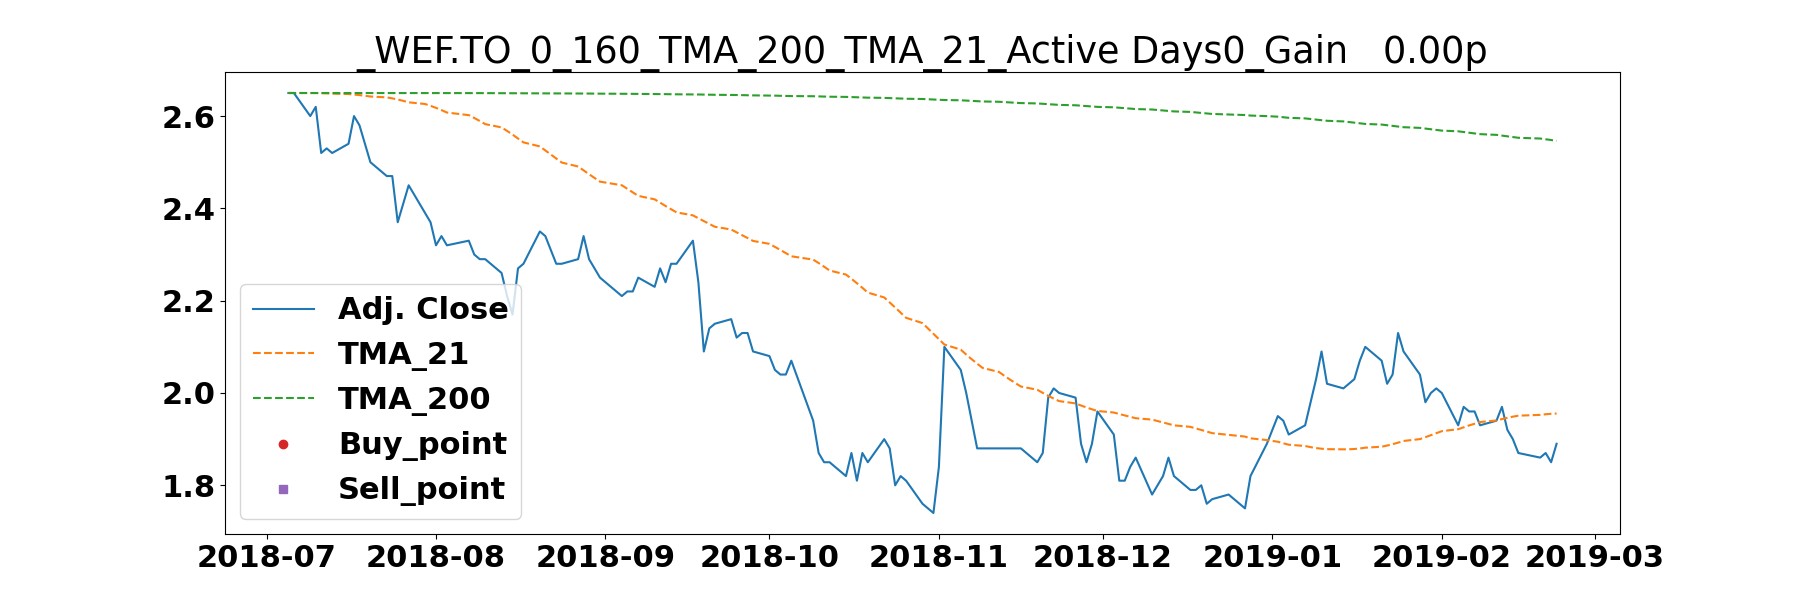 _WEF.TO_0_160_TMA_200_TMA_21_Active Days0_Gain   0.00p
2.6
2.4
2.2
2.0
1.8
Adj. Close
TMA_21
TMA_200
Buy_point
Sell_point
2018-07 2018-08 2018-09 2018-10 2018-11 2018-12 2019-01 2019-02 2019-03